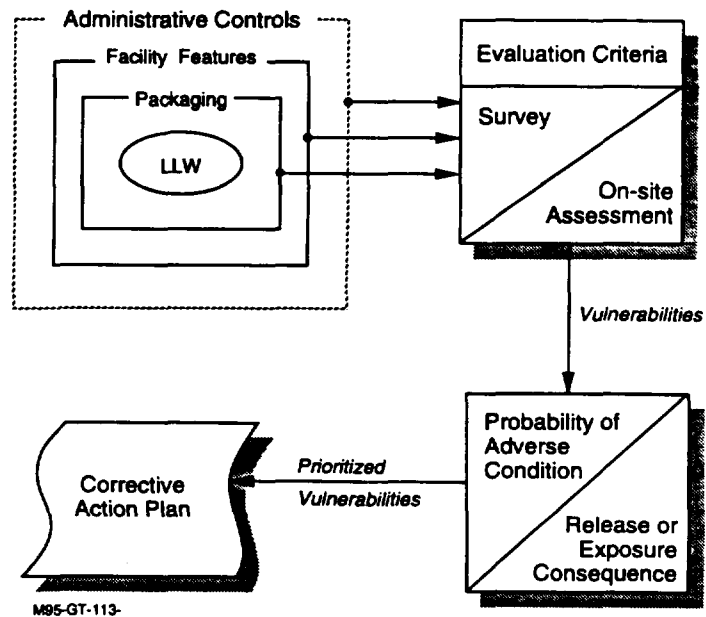 Administrative Controls
Facility Features
Packaging
LLW
Evaluation Criteria
Survey
On-site
Assessment
Vulnerabilities
Probability of
Adverse
Condition
Release or
Exposure
Consequence
Prioritized
Vulnerabilities
Corrective
Action Plan
M95-GT-113-